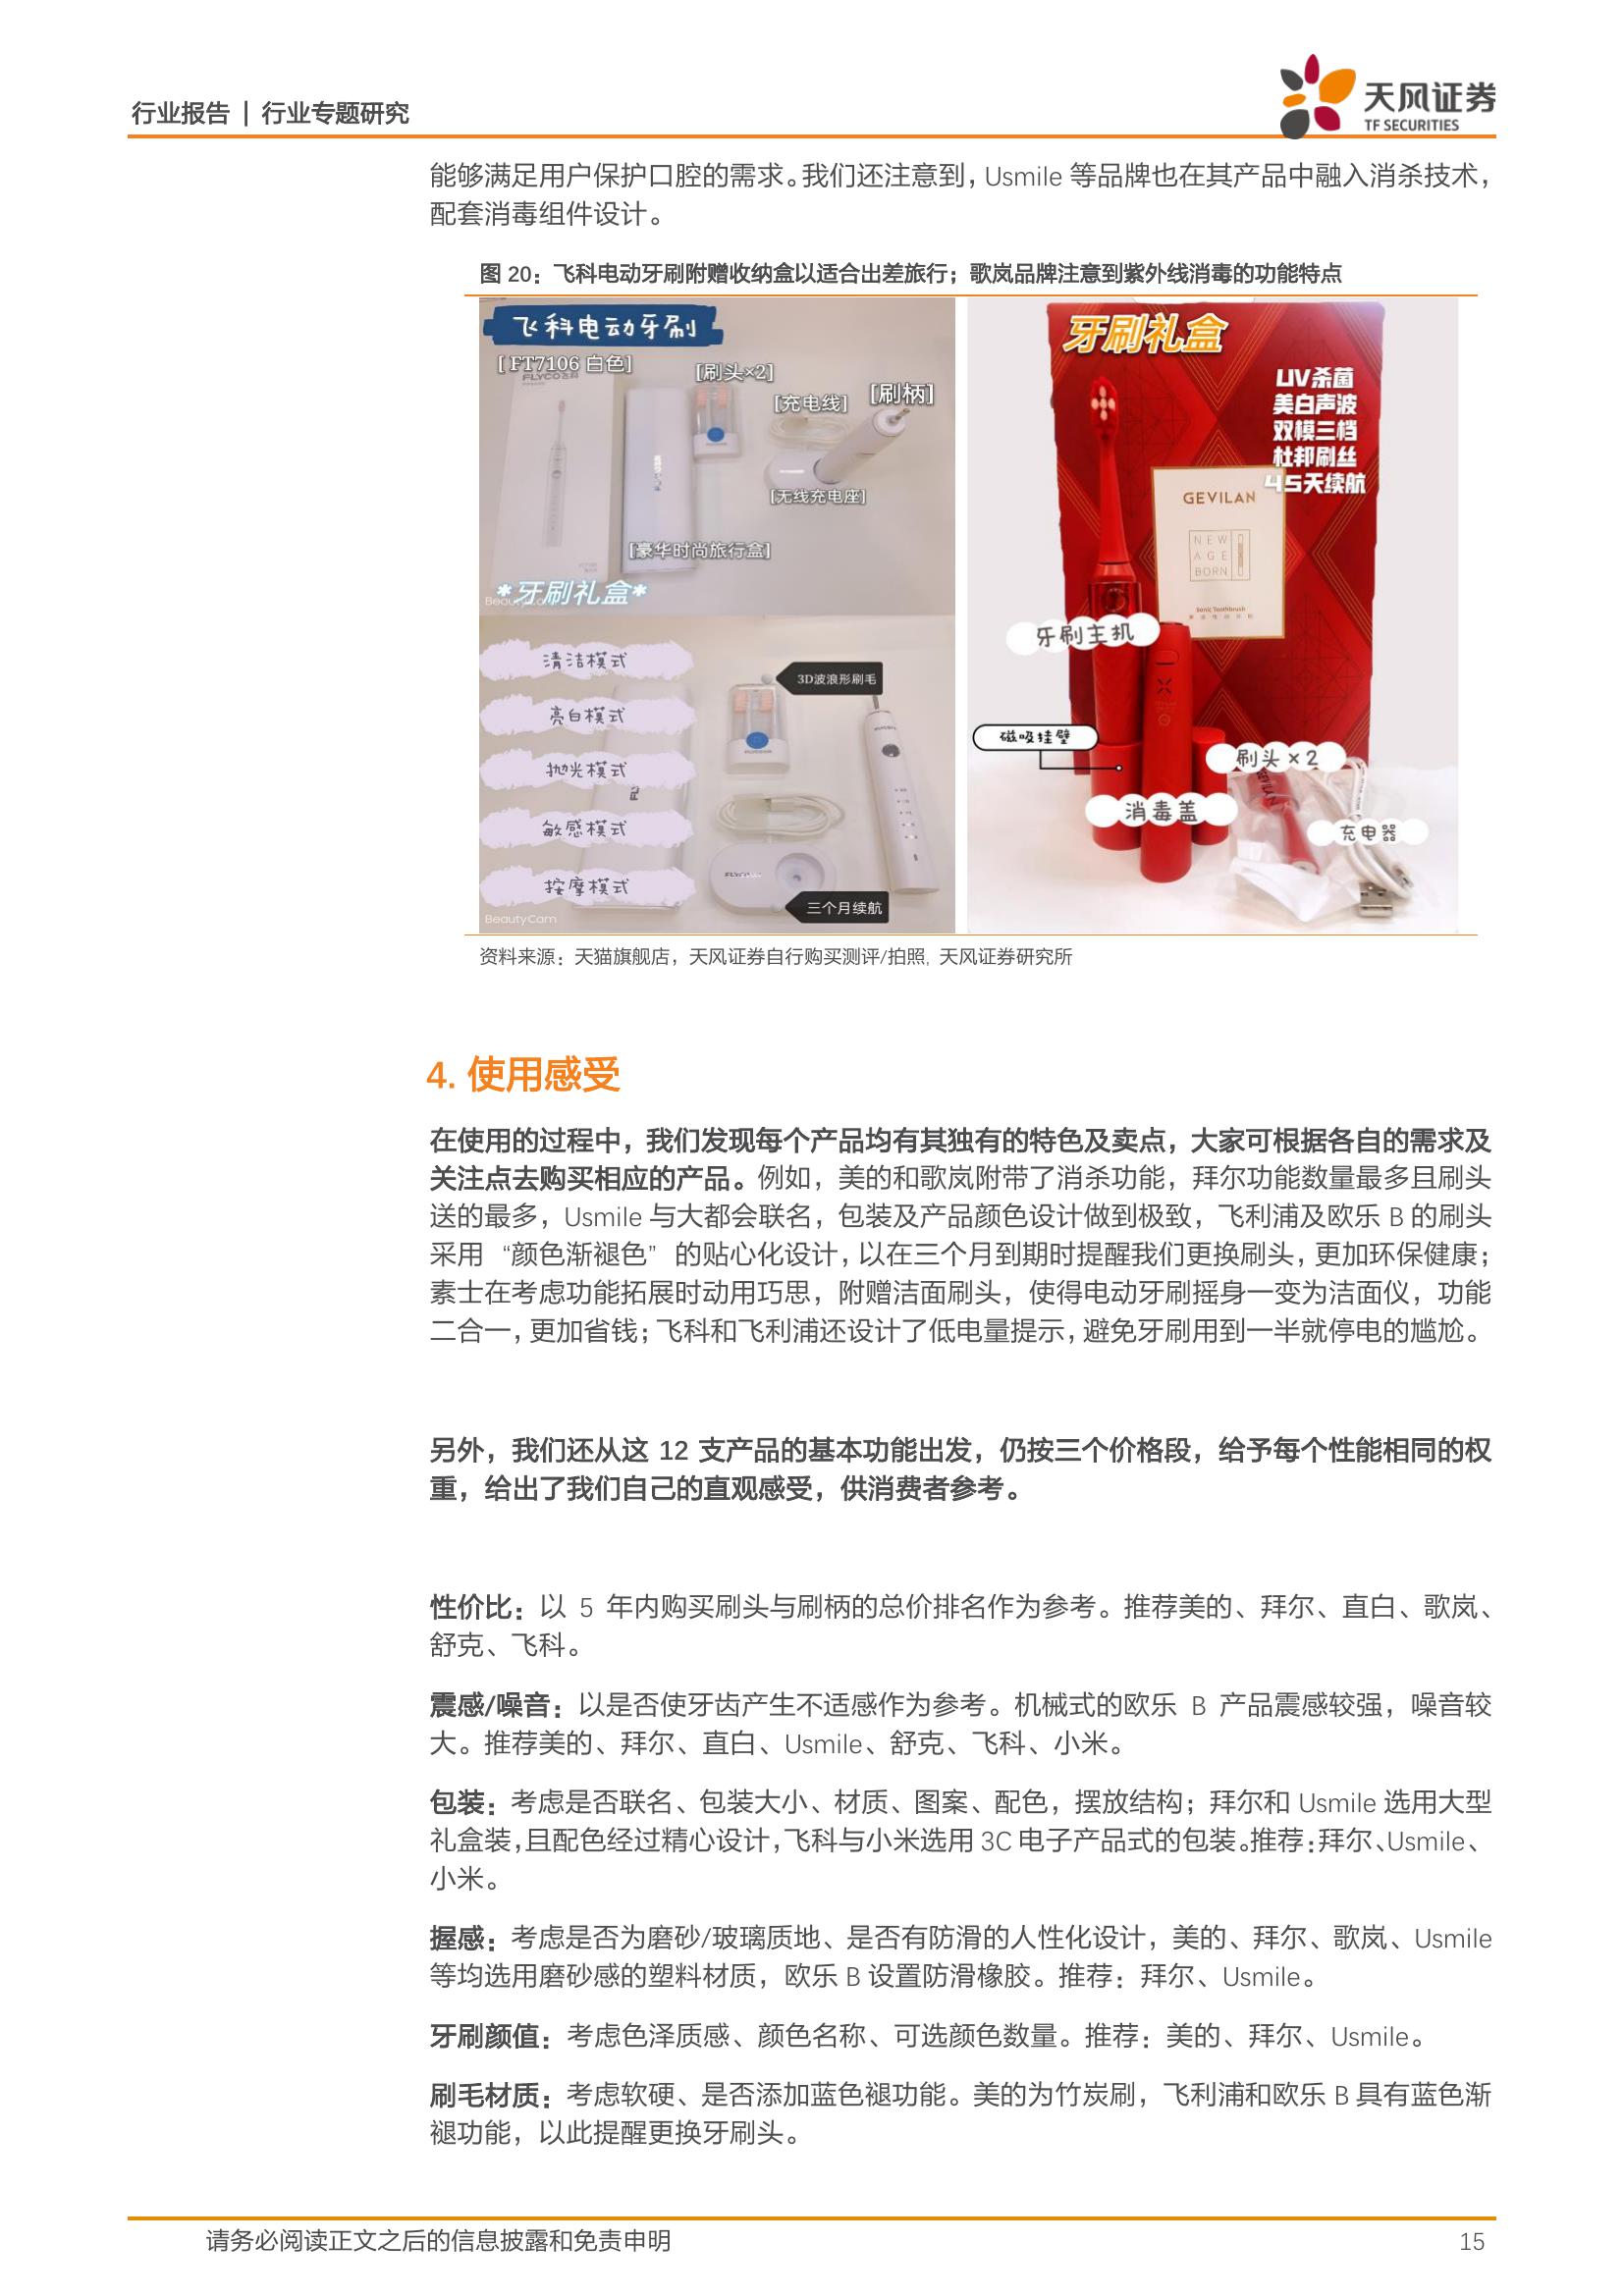 行业报告 | 行业专题研究
天风证券
TF SECURITIES
能够满足用户保护口腔的需求。我们还注意到，Usmile 等品牌也在其产品中融入消杀技术，
配套消毒组件设计。
图 20：飞科电动牙刷附赠收纳盒以适合出差旅行；歌岚品牌注意到紫外线消毒的功能特点
飞科电动牙刷
[FT7106 白色]
[刷头×2]
[充电线]
[刷柄]
[无线充电座]
[豪华时尚旅行盒]
*牙刷礼盒*
清洁模式
亮白模式
抛光模式
敏感模式
按摩模式
3D波浪形刷毛
三个月续航
BeautyCam
牙刷礼盒
UV杀菌
美白声波
双模三档
杜邦刷丝
45天续航
GEVILAN
NEW
AGE
BORN
Sonic Toothbrush
牙刷主机
磁吸挂壁
刷头×2
消毒盖
充电器
资料来源：天猫旗舰店，天风证券自行购买测评/拍照, 天风证券研究所
4. 使用感受
在使用的过程中，我们发现每个产品均有其独有的特色及卖点，大家可根据各自的需求及
关注点去购买相应的产品。例如，美的和歌岚附带了消杀功能，拜尔功能数量最多且刷头
送的最多，Usmile 与大都会联名，包装及产品颜色设计做到极致，飞利浦及欧乐 B 的刷头
采用 “颜色渐褪色” 的贴心化设计，以在三个月到期时提醒我们更换刷头，更加环保健康；
素士在考虑功能拓展时动用巧思，附赠洁面刷头，使得电动牙刷摇身一变为洁面仪，功能
二合一，更加省钱；飞科和飞利浦还设计了低电量提示，避免牙刷用到一半就停电的尴尬。
另外，我们还从这 12 支产品的基本功能出发，仍按三个价格段，给予每个性能相同的权
重，给出了我们自己的直观感受，供消费者参考。
性价比：以 5 年内购买刷头与刷柄的总价排名作为参考。推荐美的、拜尔、直白、歌岚、
舒克、飞科。
震感/噪音：以是否使牙齿产生不适感作为参考。机械式的欧乐 B 产品震感较强，噪音较
大。推荐美的、拜尔、直白、Usmile、舒克、飞科、小米。
包装：考虑是否联名、包装大小、材质、图案、配色，摆放结构；拜尔和 Usmile 选用大型
礼盒装，且配色经过精心设计，飞科与小米选用 3C 电子产品式的包装。推荐：拜尔、Usmile、
小米。
握感：考虑是否为磨砂/玻璃质地、是否有防滑的人性化设计，美的、拜尔、歌岚、Usmile
等均选用磨砂感的塑料材质，欧乐 B 设置防滑橡胶。推荐：拜尔、Usmile。
牙刷颜值：考虑色泽质感、颜色名称、可选颜色数量。推荐：美的、拜尔、Usmile。
刷毛材质：考虑软硬、是否添加蓝色褪功能。美的为竹炭刷，飞利浦和欧乐 B 具有蓝色渐
褪功能，以此提醒更换牙刷头。
请务必阅读正文之后的信息披露和免责申明
15